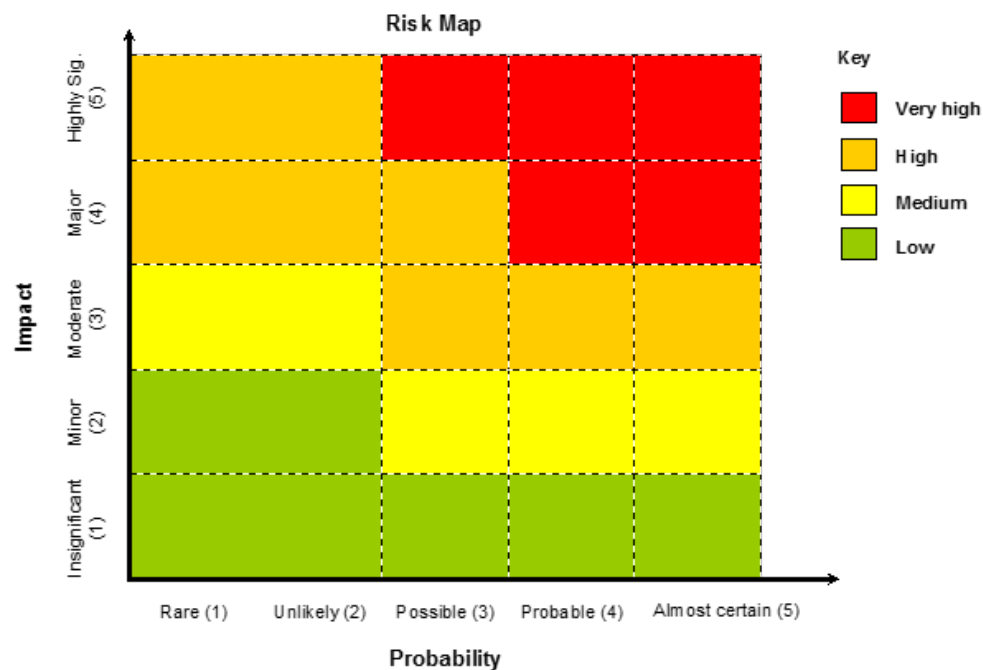 Risk Map
Key
Very high
High
Medium
Low
Impact
Highly Sig.
(5)
Major
(4)
Moderate
(3)
Minor
(2)
Insignificant
(1)
Rare (1)
Unlikely (2)
Possible (3)
Probable (4)
Almost certain (5)
Probability